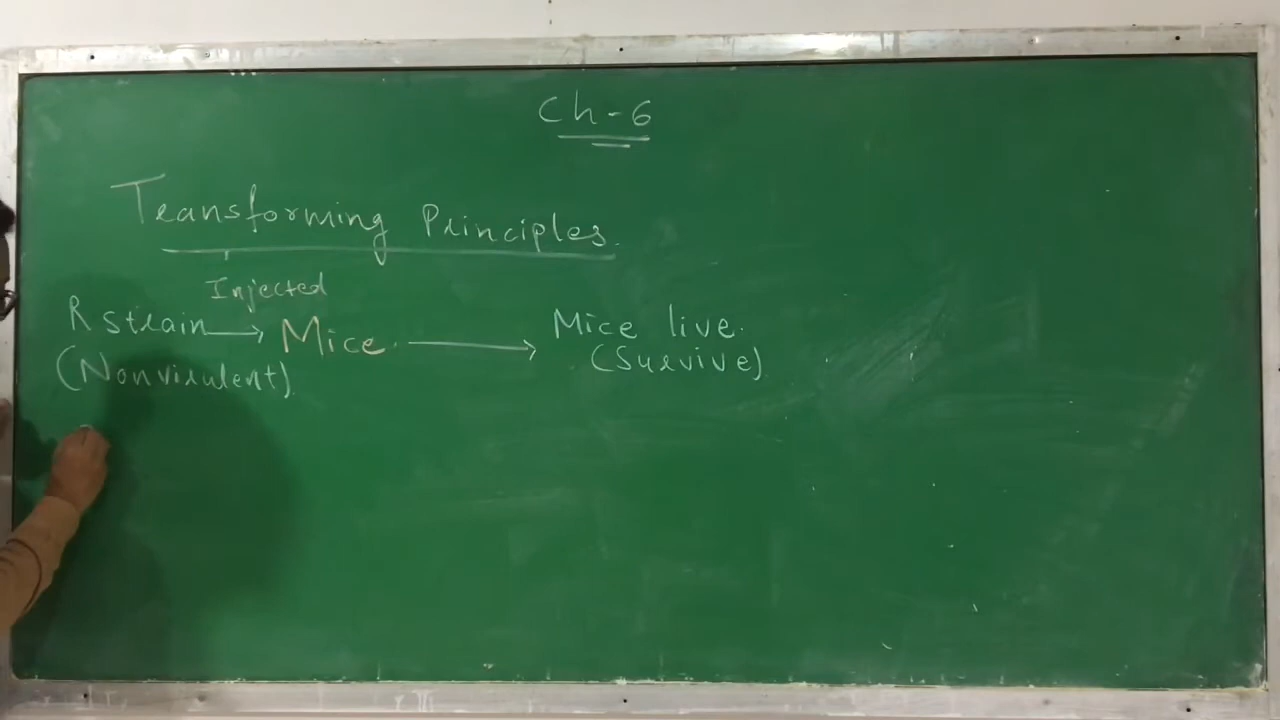 Ch-6
Transforming Principles.
Injected
R strain → Mice. → Mice live.
(Nonvirulent). (Survive)